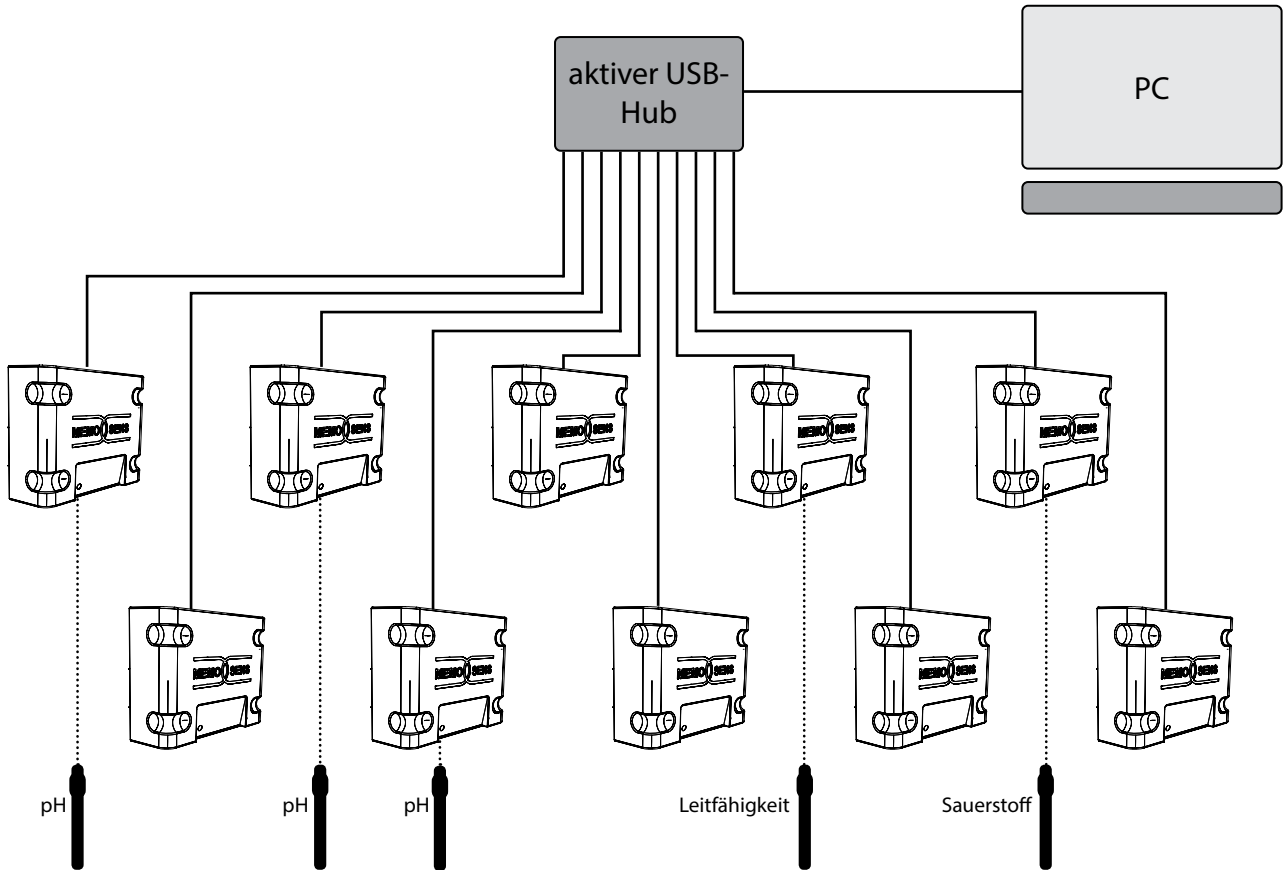 aktiver USB-
Hub
PC
MEMO SENS
MEMO SENS
MEMO SENS
MEMO SENS
MEMO SENS
MEMO SENS
MEMO SENS
MEMO SENS
MEMO SENS
MEMO SENS
pH
pH
pH
Leitfähigkeit
Sauerstoff